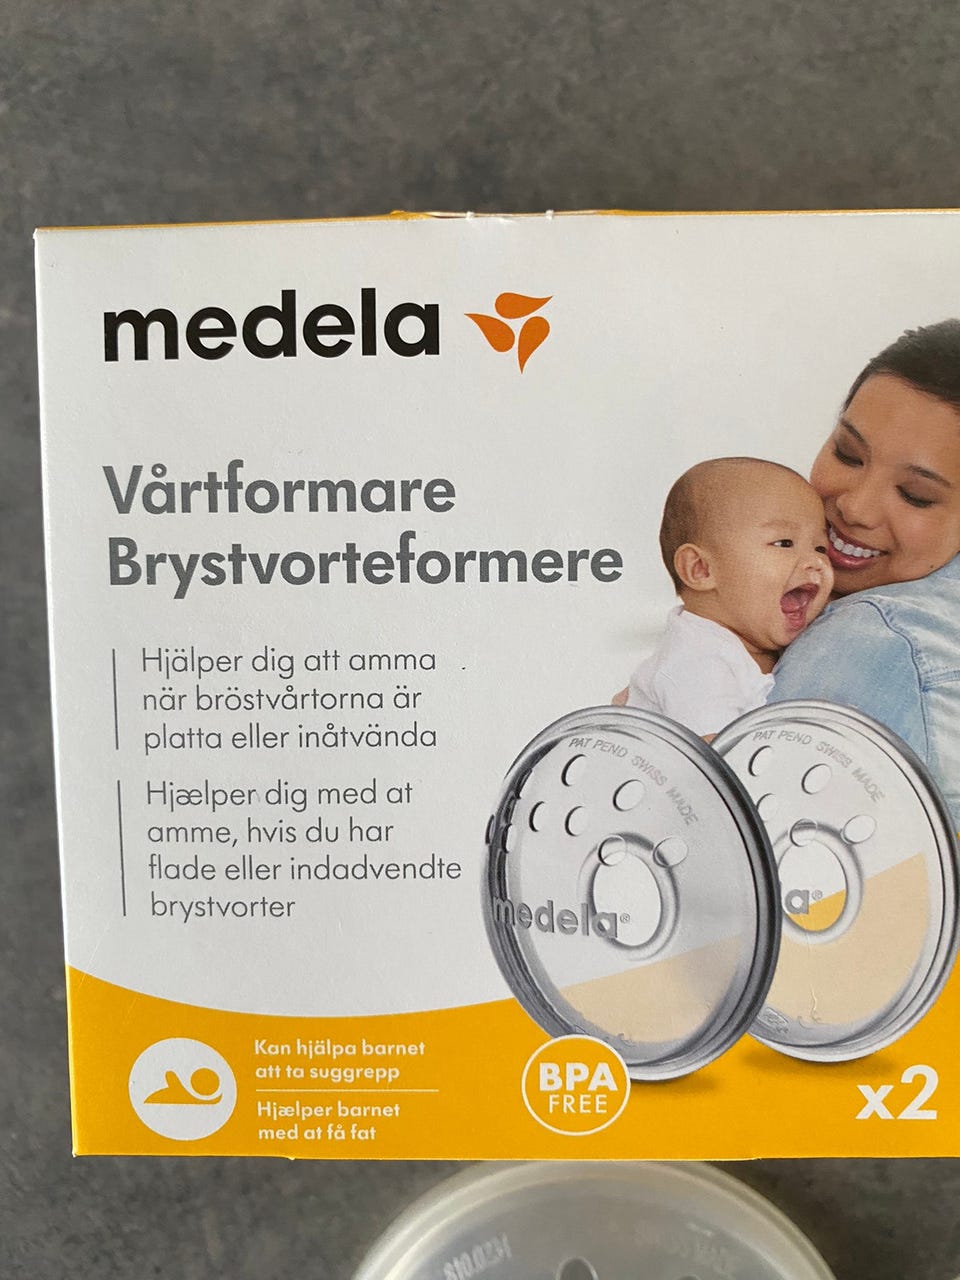 medela
Vårtformare
Brystvorteformere
Hjälper dig att amma
när bröstvårtorna är
platta eller inåtvända
Hjælper dig med at
amme, hvis du har
flade eller indadvendte
brystvorter
PAT PEND SWISS MADE
medela®
PAT PEND SWISS MADE
a®
Kan hjälpa barnet
att ta suggrepp
Hjælper barnet
med at få fat
BPA
FREE
x2